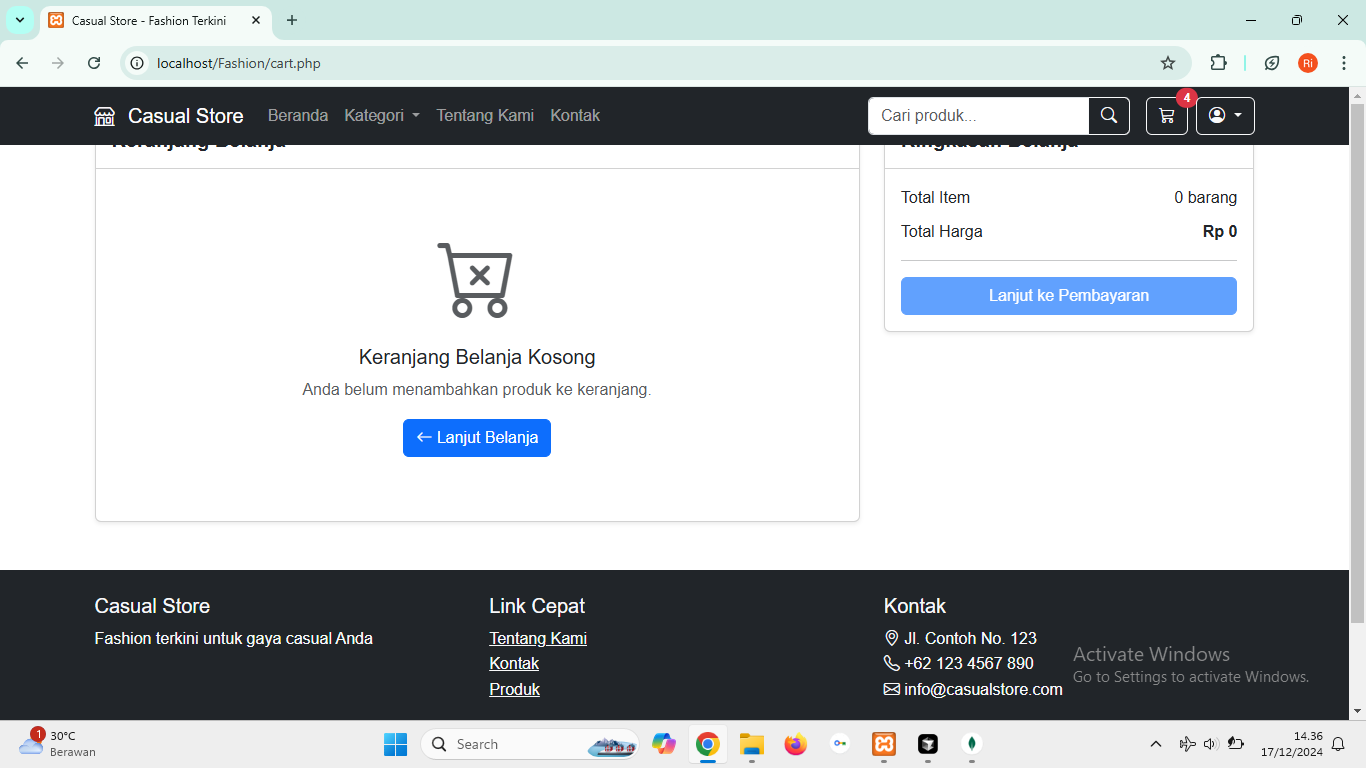 Casual Store - Fashion Terkini
localhost/Fashion/cart.php
Ri
Casual Store
Beranda
Kategori
Tentang Kami
Kontak
Cari produk...
4
Keranjang Belanja
Ringkasan Belanja
Total Item
0 barang
Total Harga
Rp 0
Lanjut ke Pembayaran
Keranjang Belanja Kosong
Anda belum menambahkan produk ke keranjang.
Lanjut Belanja
Casual Store
Fashion terkini untuk gaya casual Anda
Link Cepat
Tentang Kami
Kontak
Produk
Kontak
Jl. Contoh No. 123
+62 123 4567 890
info@casualstore.com
Activate Windows
Go to Settings to activate Windows.
1
30°C
Berawan
Search
14.36
17/12/2024